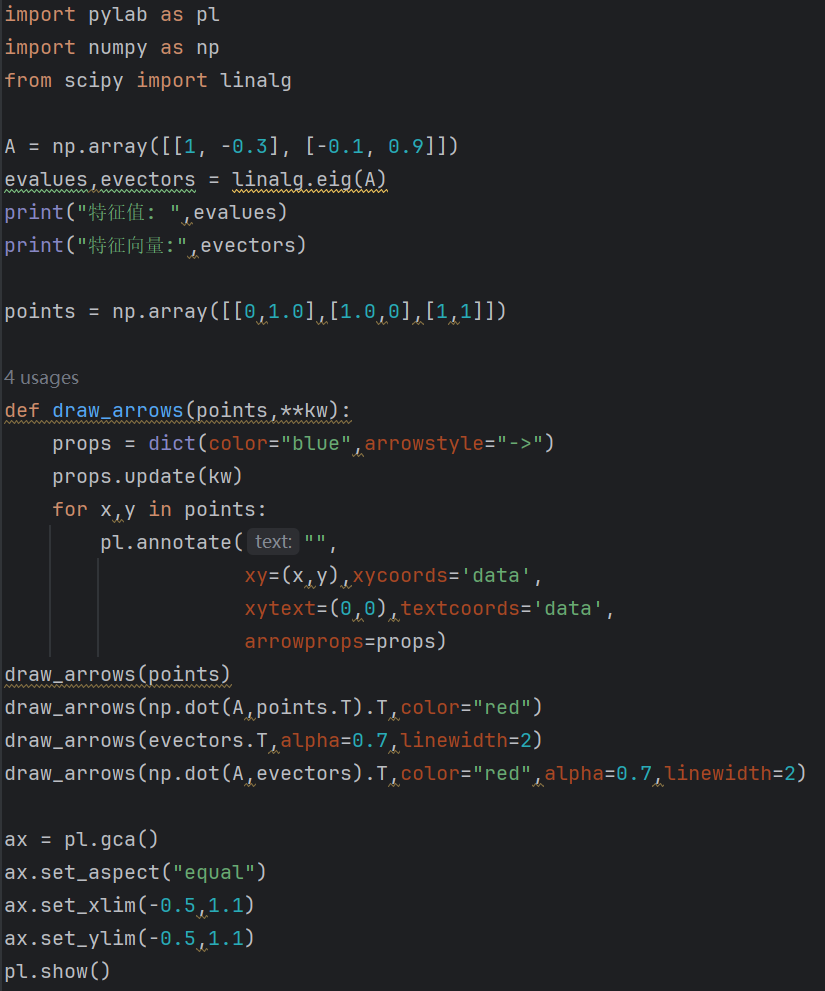 import pylab as pl
import numpy as np
from scipy import linalg
A = np.array([[1, -0.3], [-0.1, 0.9]])
evalues,evectors = linalg.eig(A)
print("特征值: ",evalues)
print("特征向量:",evectors)
points = np.array([[0,1.0],[1.0,0],[1,1]])
4 usages
def draw_arrows(points,**kw):
    props = dict(color="blue",arrowstyle="->")
    props.update(kw)
    for x,y in points:
        pl.annotate( text: "",
                    xy=(x,y),xycoords='data',
                    xytext=(0,0),textcoords='data',
                    arrowprops=props)
draw_arrows(points)
draw_arrows(np.dot(A,points.T).T,color="red")
draw_arrows(evectors.T,alpha=0.7,linewidth=2)
draw_arrows(np.dot(A,evectors).T,color="red",alpha=0.7,linewidth=2)
ax = pl.gca()
ax.set_aspect("equal")
ax.set_xlim(-0.5,1.1)
ax.set_ylim(-0.5,1.1)
pl.show()